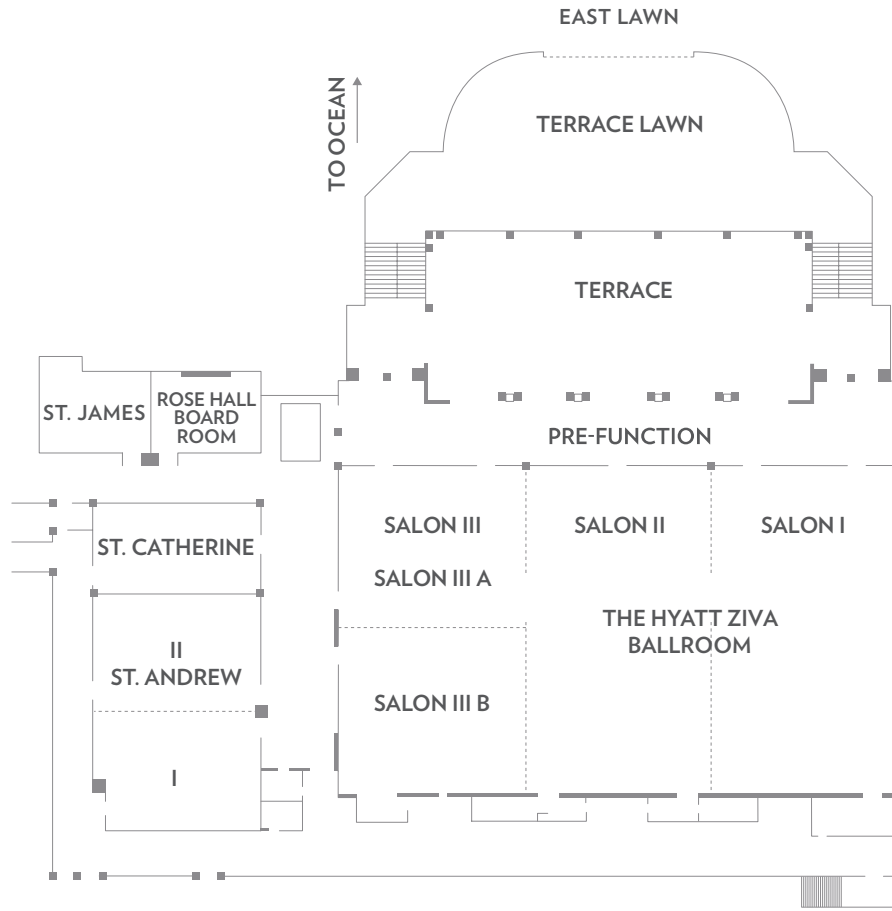 EAST LAWN
TO OCEAN
TERRACE LAWN
TERRACE
ST. JAMES
ROSE HALL
BOARD
ROOM
PRE-FUNCTION
SALON III
SALON II
SALON I
ST. CATHERINE
SALON III A
THE HYATT ZIVA
BALLROOM
II
ST. ANDREW
SALON III B
I